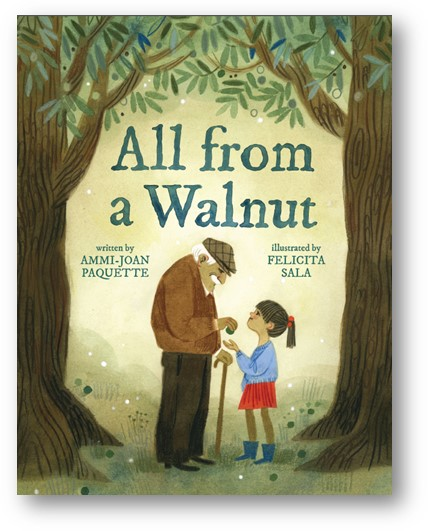 All from
a Walnut
written by
AMMI-JOAN
PAQUETTE
illustrated by
FELICITA
SALA